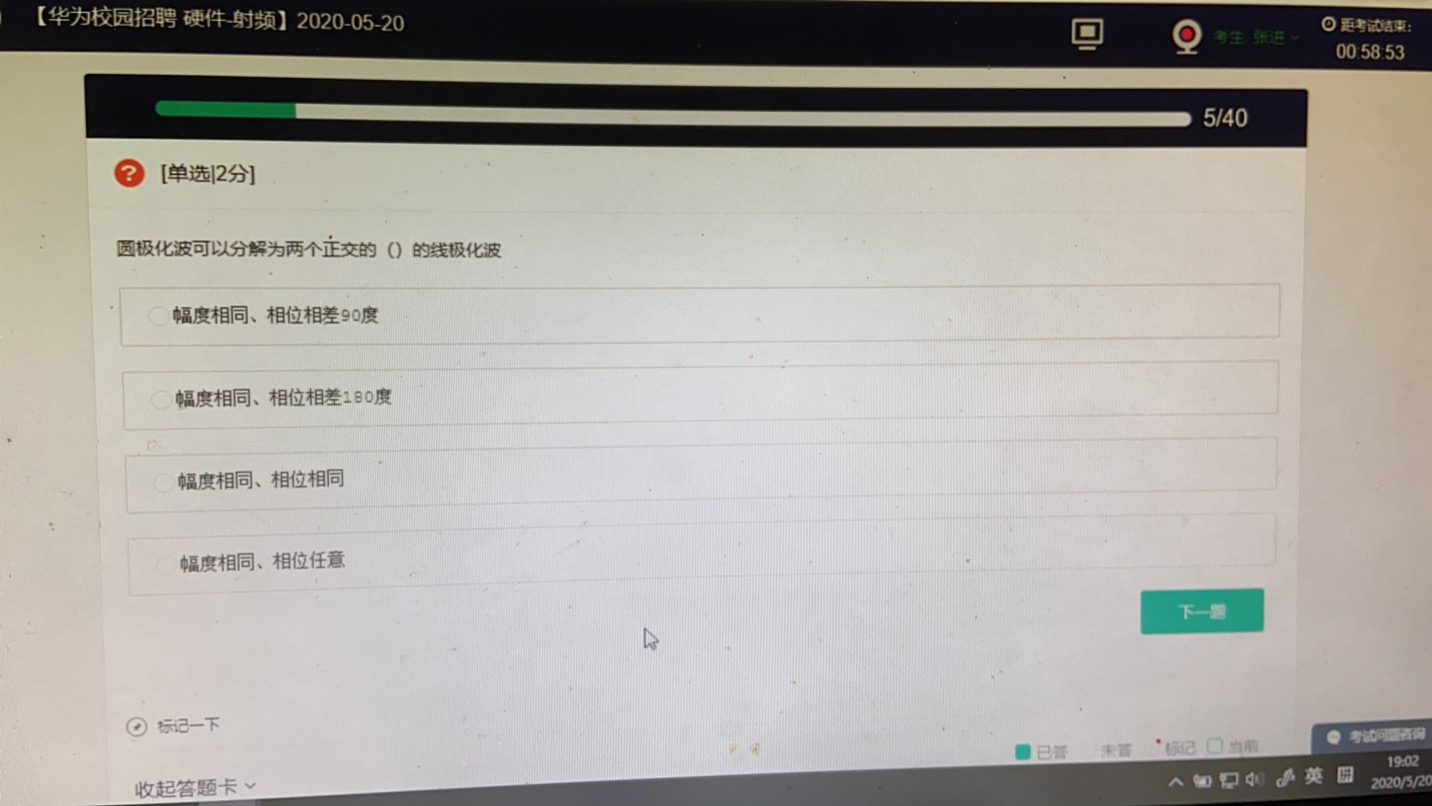 【华为校园招聘 硬件-射频】2020-05-20
考生 张进
距考试结束：
00:58:53
5/40
? [单选|2分]
圆极化波可以分解为两个正交的（）的线极化波
幅度相同、相位相差90度
幅度相同、相位相差180度
幅度相同、相位相同
幅度相同、相位任意
下一题
标记一下
已答 未答 标记 当前
考试问题咨询
收起答题卡
英
19:02
2020/5/20